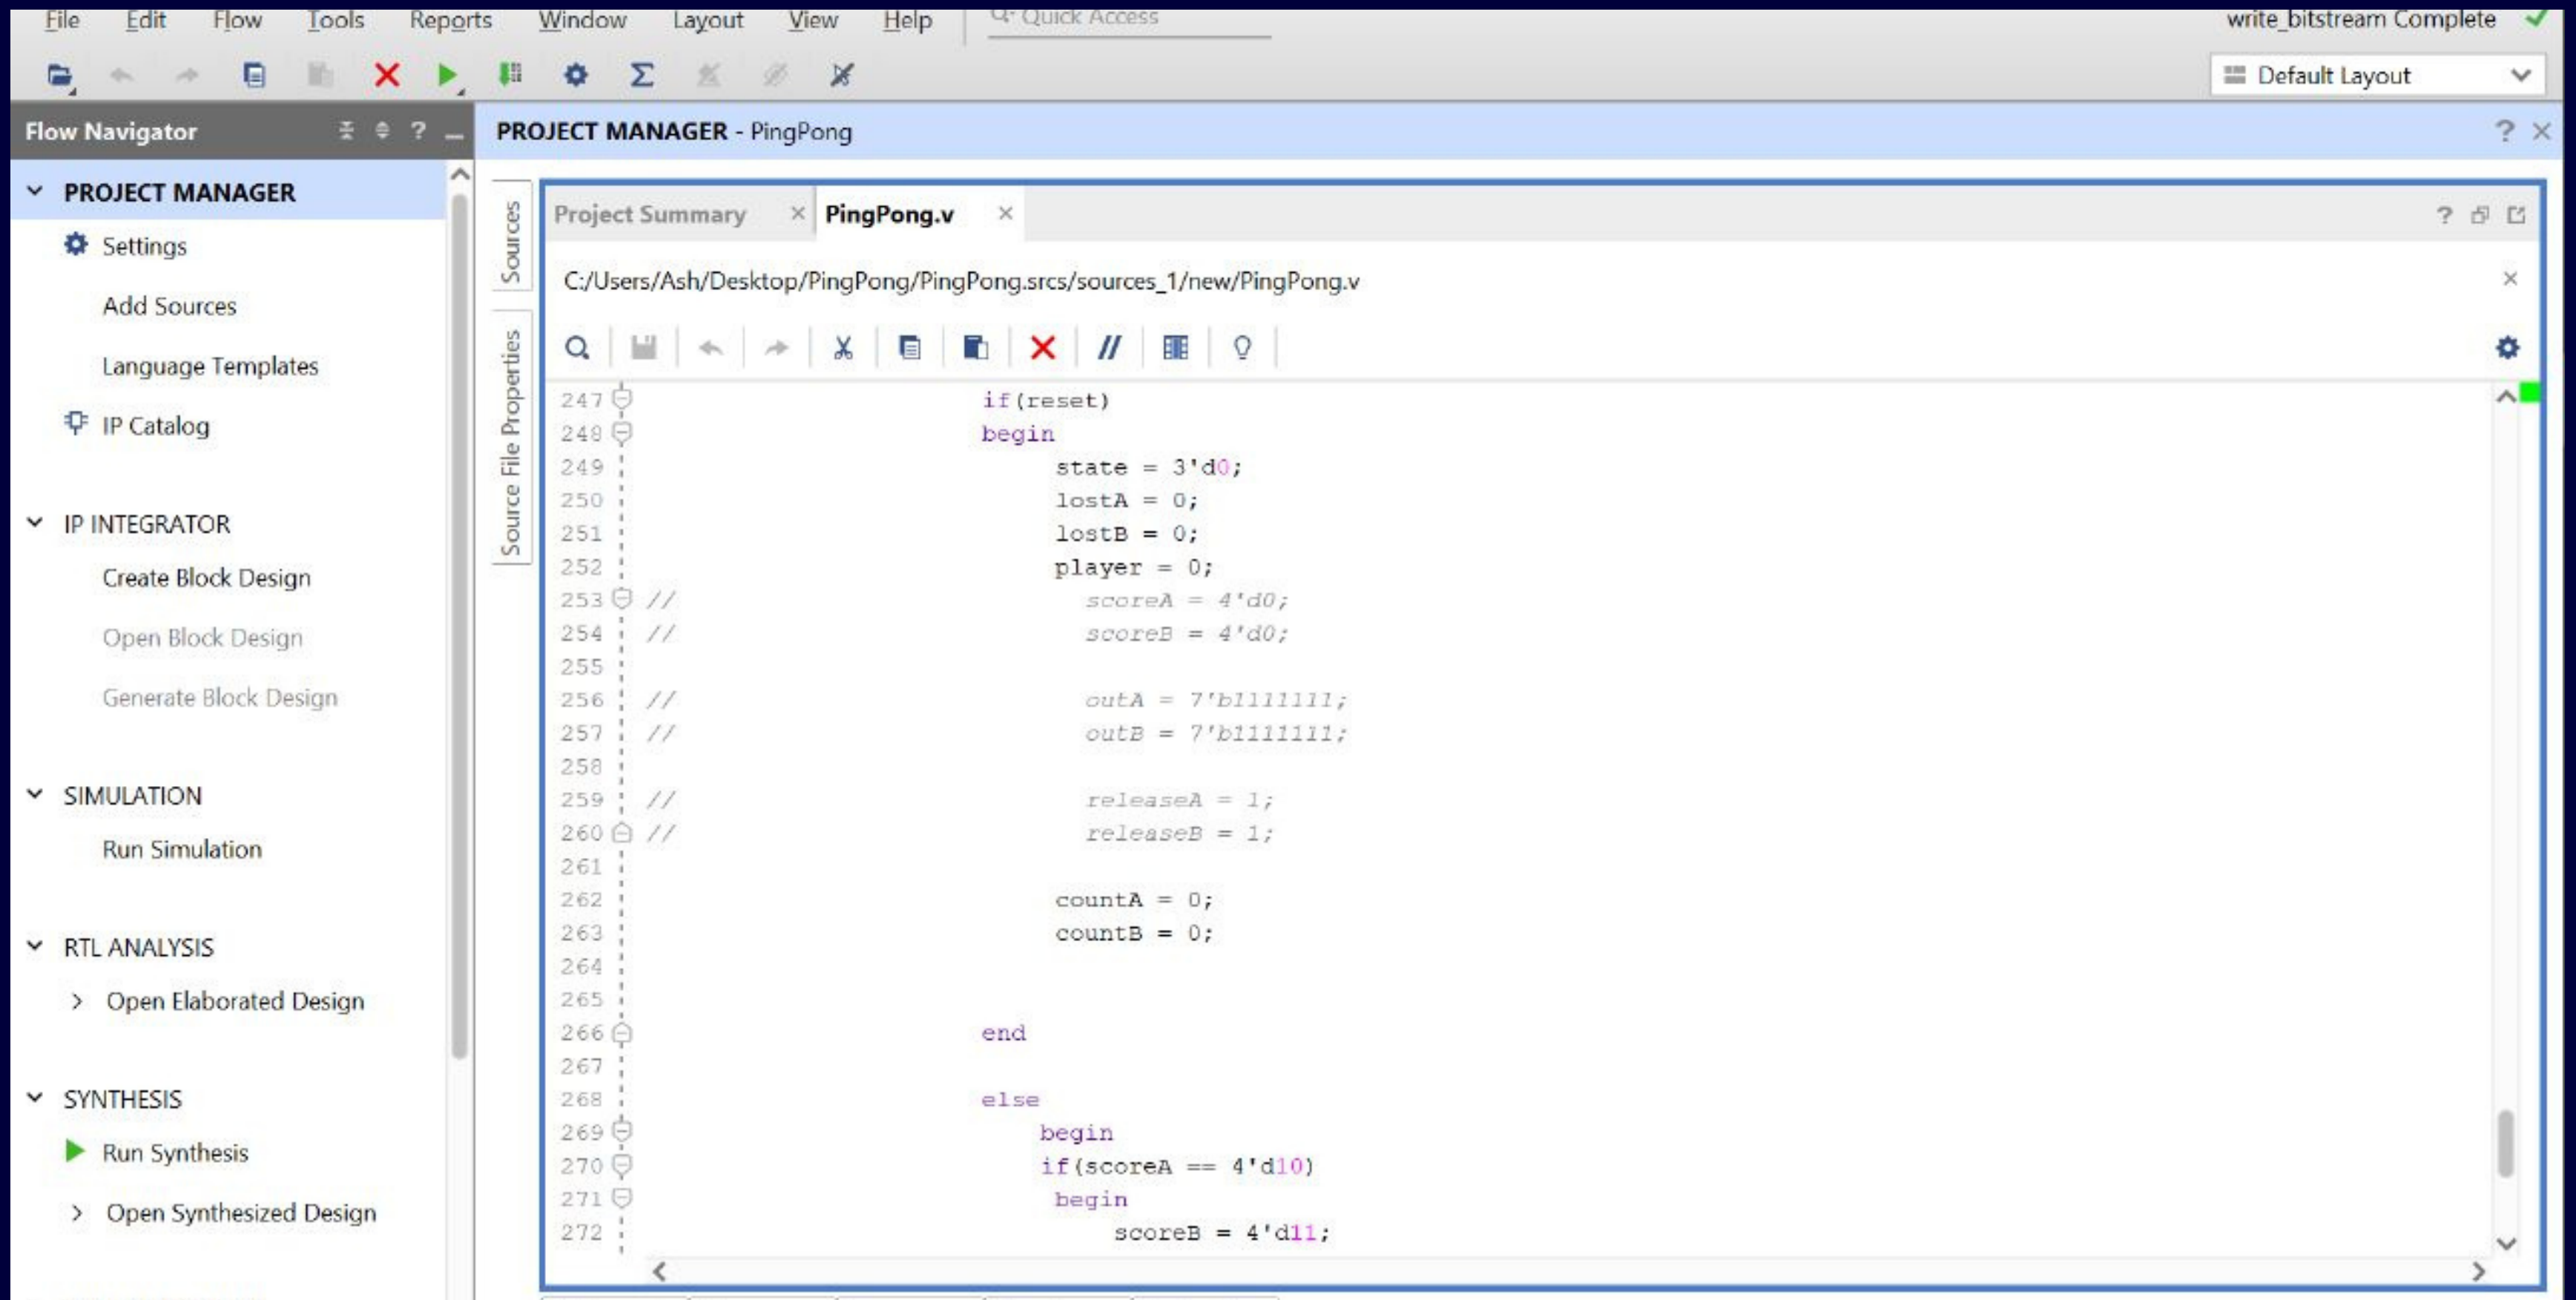 File Edit Flow Tools Reports Window Layout View Help Quick Access write_bitstream Complete
Default Layout
Flow Navigator ? PROJECT MANAGER - PingPong ?
PROJECT MANAGER
Settings
Add Sources
Language Templates
IP Catalog
IP INTEGRATOR
Create Block Design
Open Block Design
Generate Block Design
SIMULATION
Run Simulation
RTL ANALYSIS
Open Elaborated Design
SYNTHESIS
Run Synthesis
Open Synthesized Design
Sources
Source File Properties
Project Summary × PingPong.v × ?
C:/Users/Ash/Desktop/PingPong/PingPong.srcs/sources_1/new/PingPong.v
247 if(reset)
248 begin
249 state = 3'd0;
250 lostA = 0;
251 lostB = 0;
252 player = 0;
253 // scoreA = 4'd0;
254 // scoreB = 4'd0;
255
256 // outA = 7'b1111111;
257 // outB = 7'b1111111;
258
259 // releaseA = 1;
260 // releaseB = 1;
261
262 countA = 0;
263 countB = 0;
264
265
266 end
267
268 else
269 begin
270 if(scoreA == 4'd10)
271 begin
272 scoreB = 4'd11;